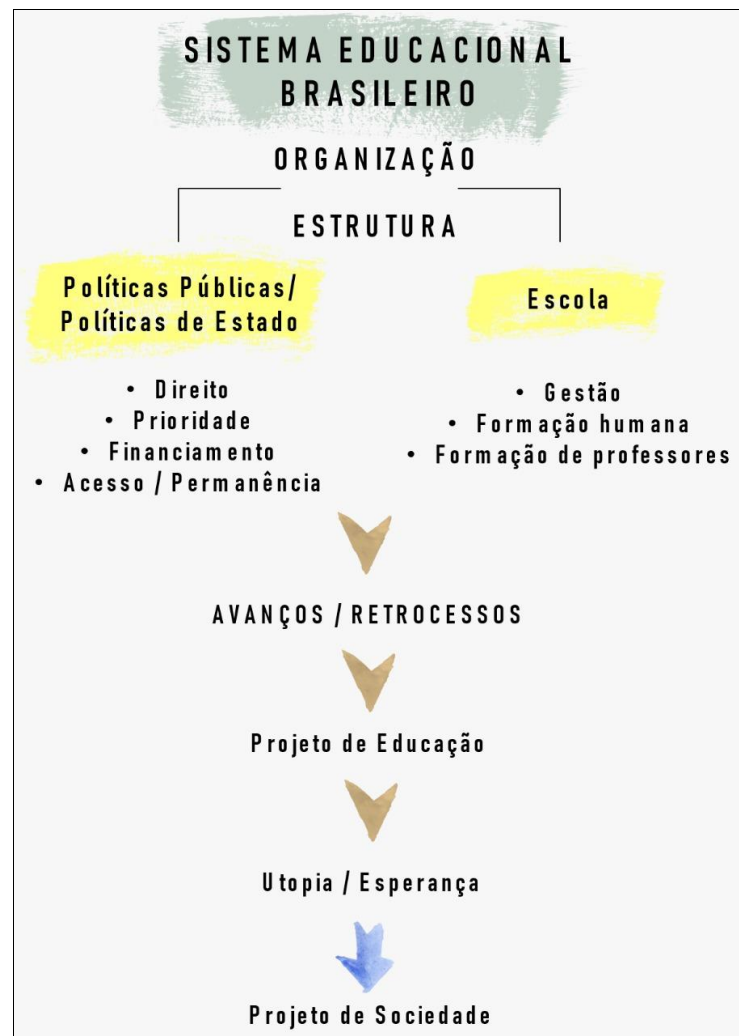 SISTEMA EDUCACIONAL
BRASILEIRO
ORGANIZAÇÃO
ESTRUTURA
Políticas Públicas/
Políticas de Estado
• Direito
• Prioridade
• Financiamento
• Acesso / Permanência
Escola
• Gestão
• Formação humana
• Formação de professores
AVANÇOS / RETROCESSOS
Projeto de Educação
Utopia / Esperança
Projeto de Sociedade